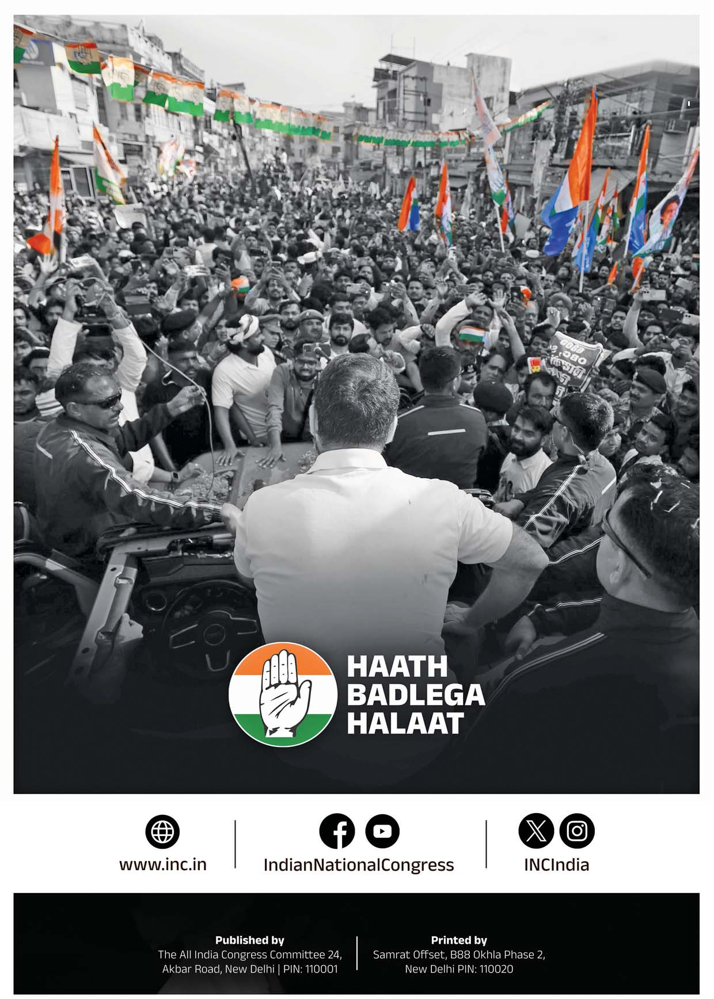 HAATH
BADLEGA
HALAAT
www.inc.in
IndianNationalCongress
INCIndia
Published by
The All India Congress Committee 24,
Akbar Road, New Delhi | PIN: 110001
Printed by
Samrat Offset, B88 Okhla Phase 2,
New Delhi PIN: 110020